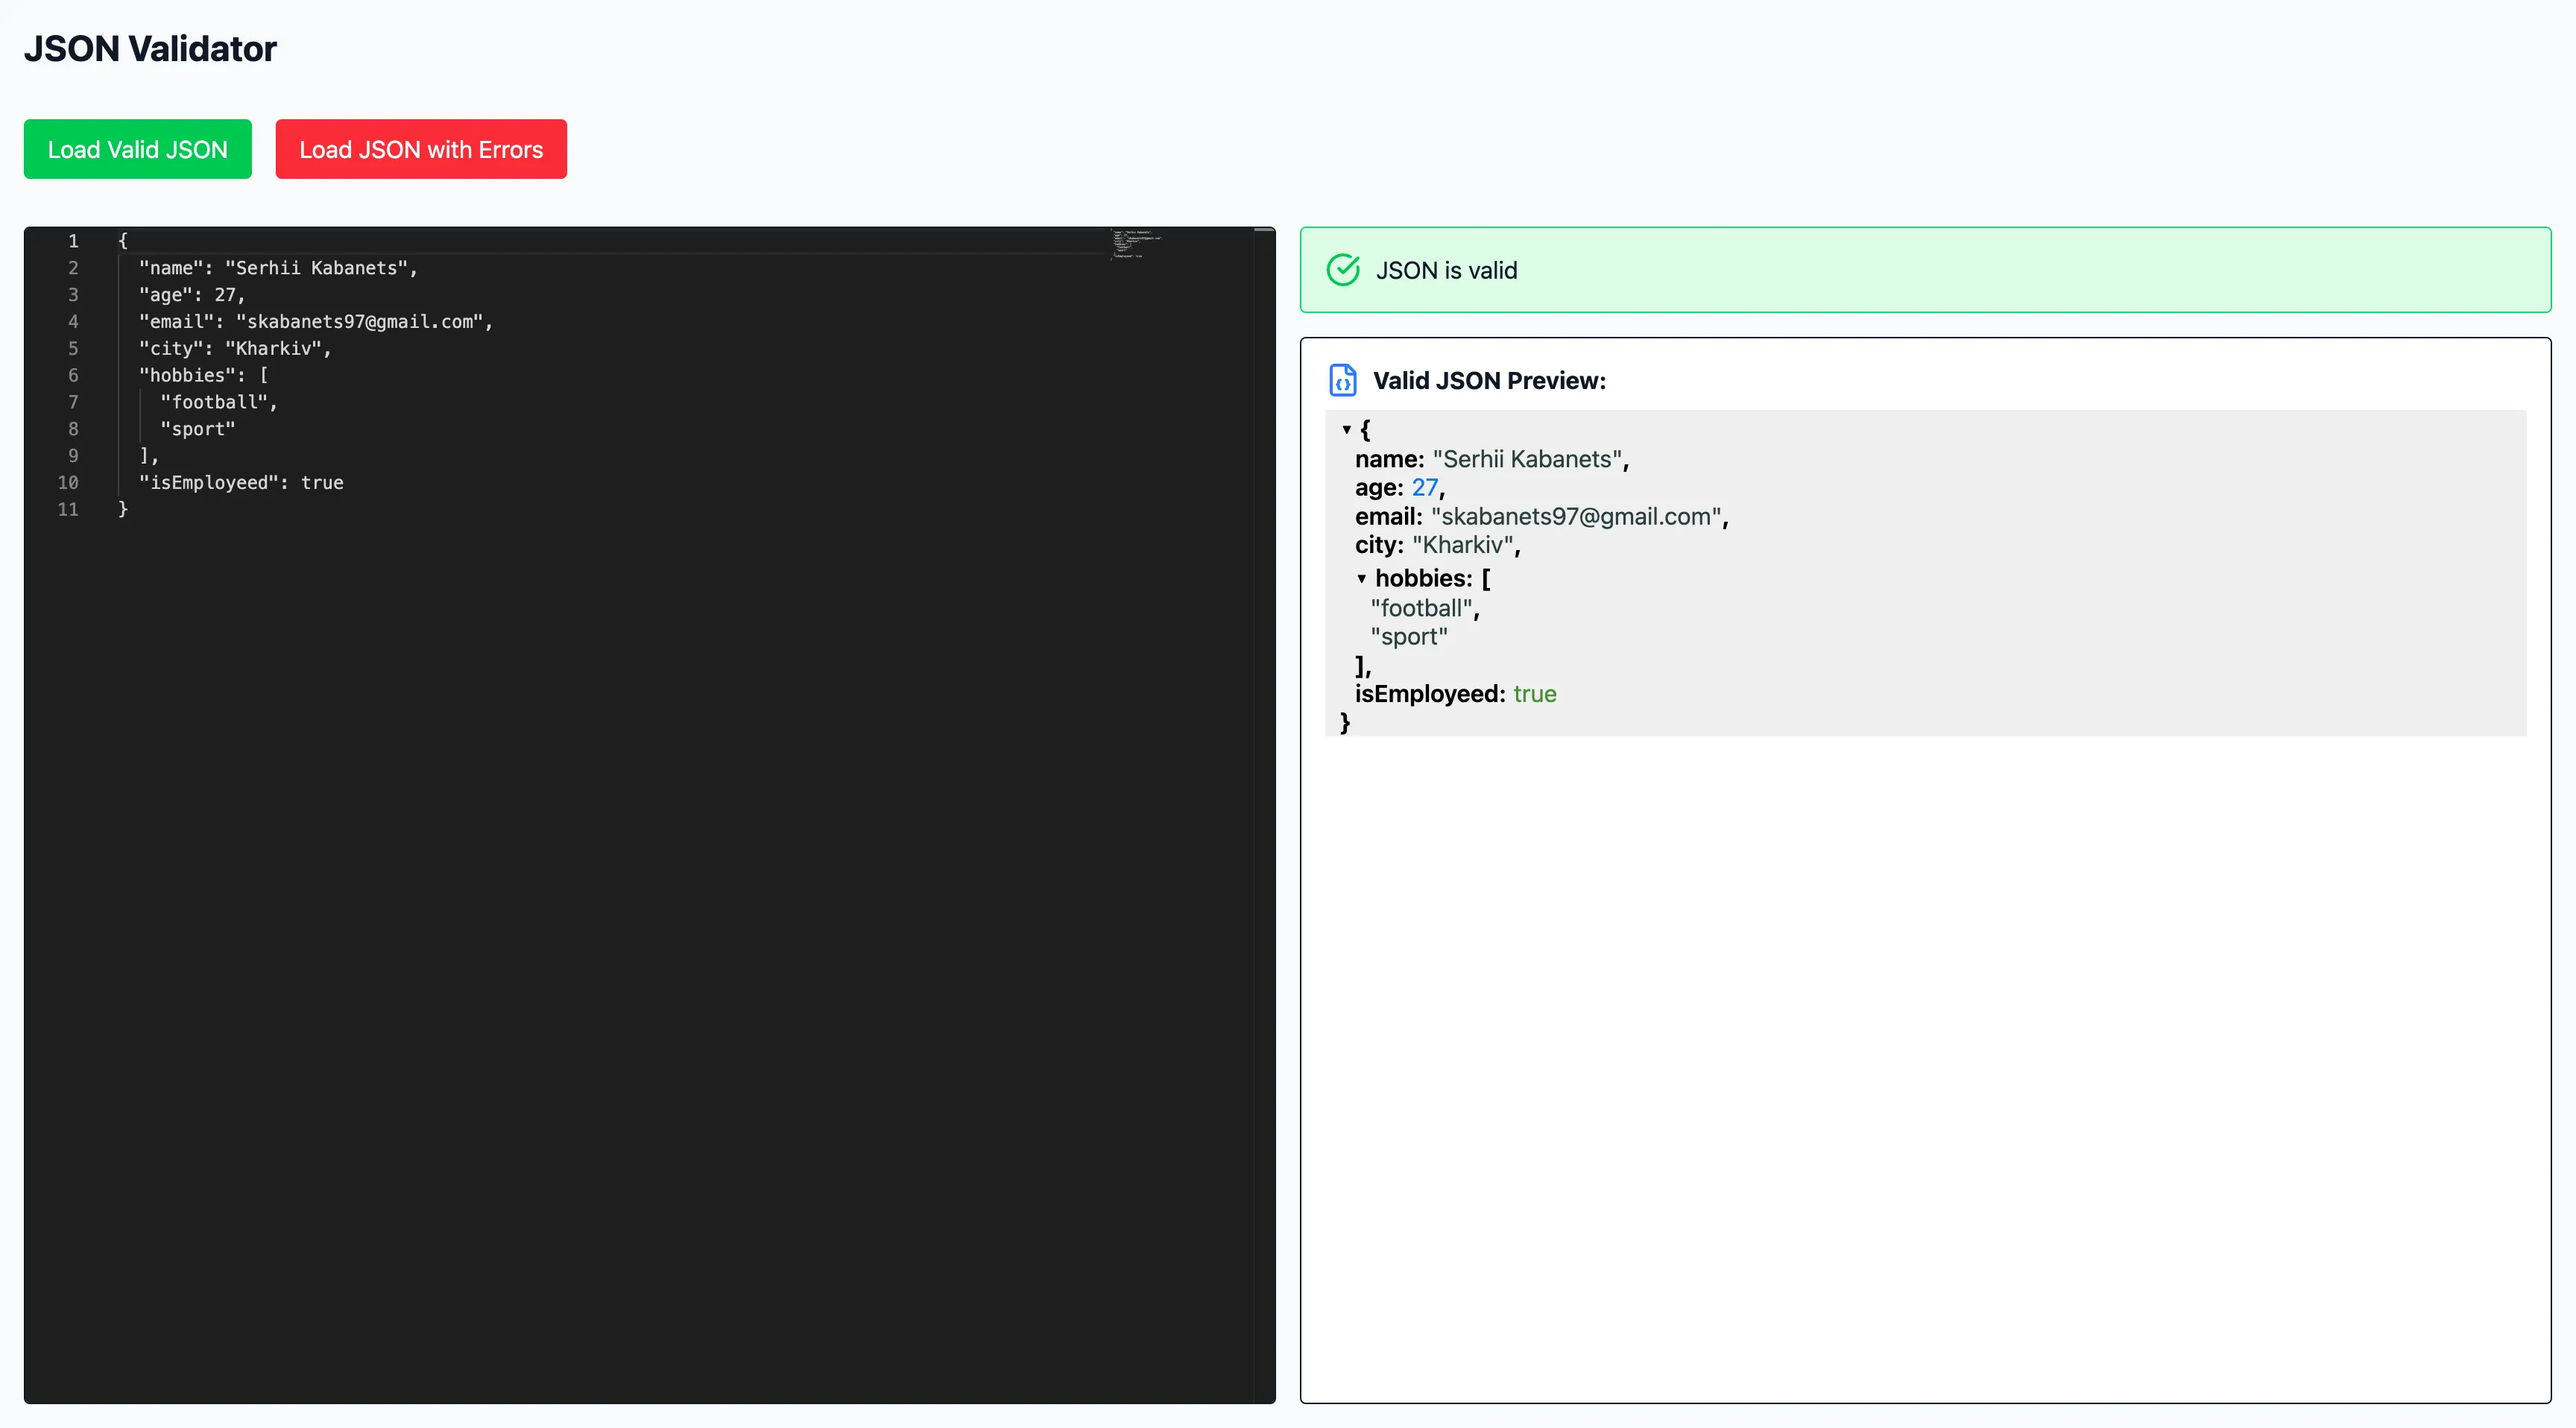 JSON Validator
Load Valid JSON
Load JSON with Errors
1 {
2 "name": "Serhii Kabanets",
3 "age": 27,
4 "email": "skabanets97@gmail.com",
5 "city": "Kharkiv",
6 "hobbies": [
7 "football",
8 "sport"
9 ],
10 "isEmployeed": true
11 }
JSON is valid
Valid JSON Preview:
{
name: "Serhii Kabanets",
age: 27,
email: "skabanets97@gmail.com",
city: "Kharkiv",
hobbies: [
"football",
"sport"
],
isEmployeed: true
}